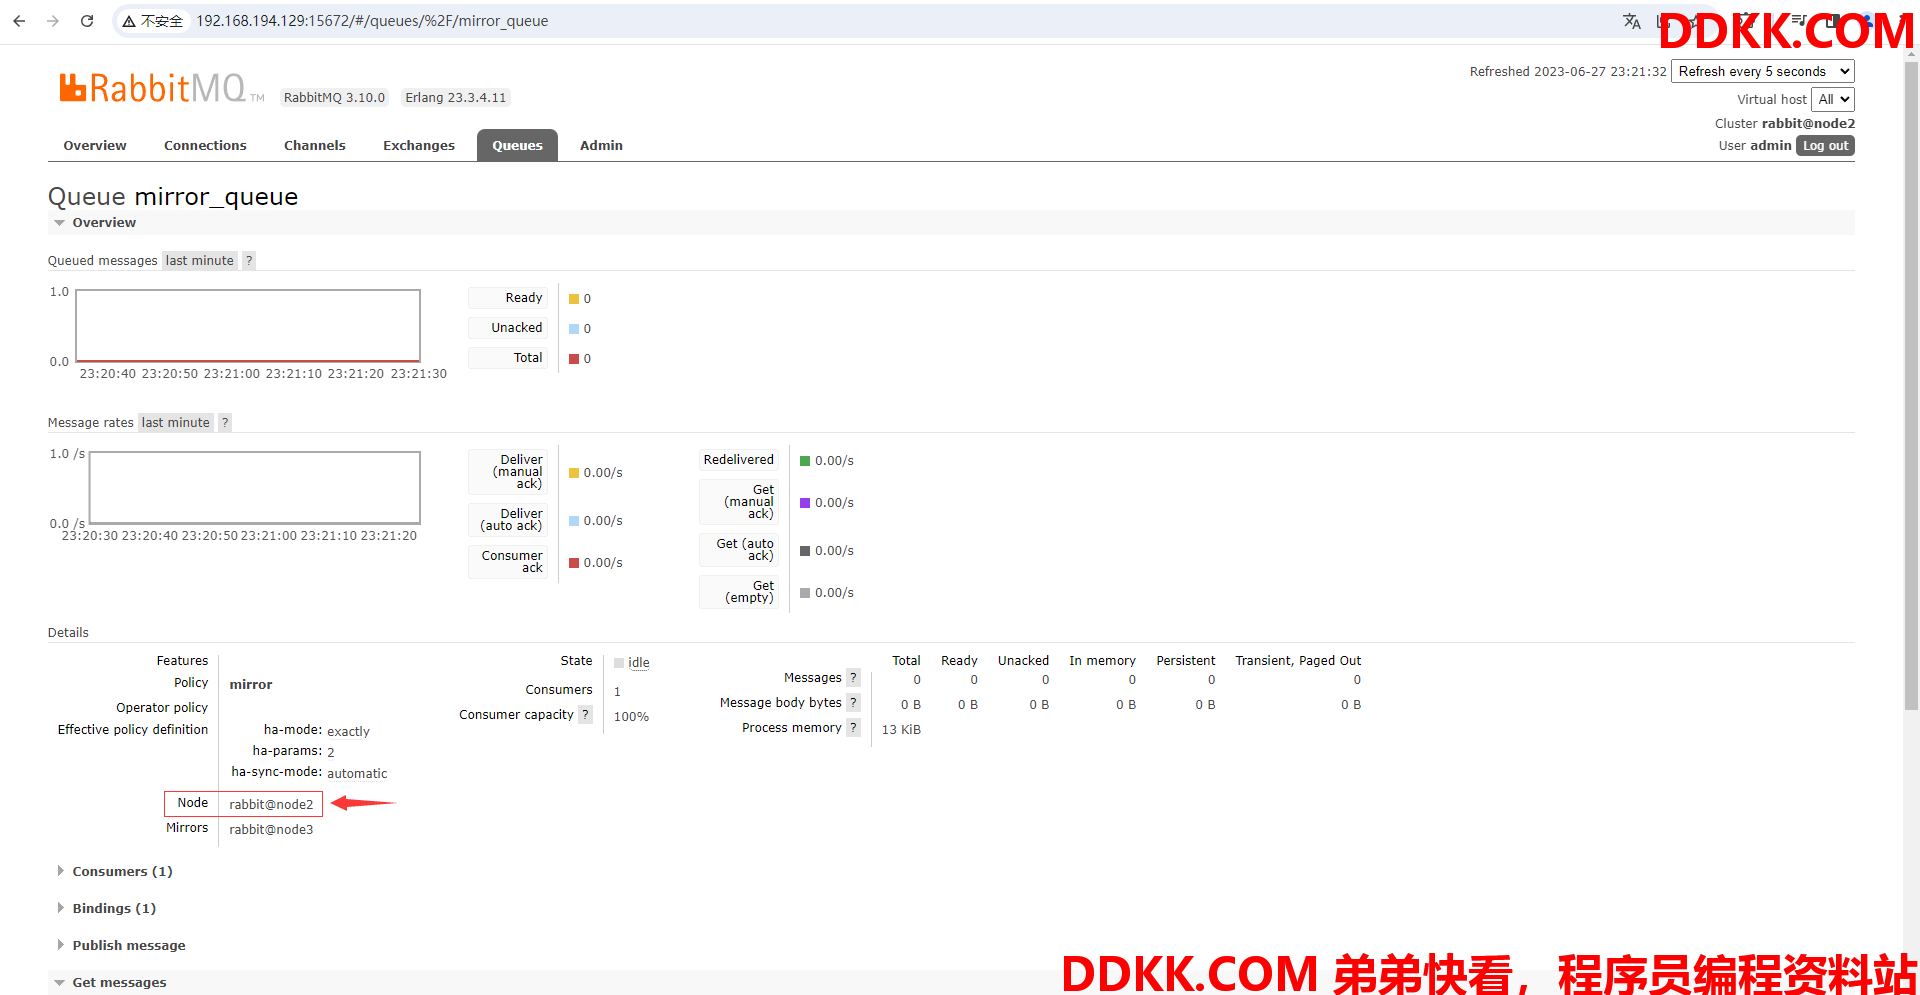 不安全 192.168.194.129:15672/#/queues/%2F/mirror_queue
DDKK.COM
RabbitMQ TM RabbitMQ 3.10.0 Erlang 23.3.4.11
Refreshed 2023-06-27 23:21:32 Refresh every 5 seconds
Virtual host All
Cluster rabbit@node2
User admin Log out
Overview Connections Channels Exchanges Queues Admin
Queue mirror_queue
Overview
Queued messages last minute ?
1.0
0.0
23:20:40 23:20:50 23:21:00 23:21:10 23:21:20 23:21:30
Ready 0
Unacked 0
Total 0
Message rates last minute ?
1.0 /s
0.0 /s
23:20:30 23:20:40 23:20:50 23:21:00 23:21:10 23:21:20
Deliver
(manual
ack)
0.00/s
Deliver
(auto ack)
0.00/s
Consumer
ack
0.00/s
Redelivered 0.00/s
Get
(manual
ack)
0.00/s
Get (auto
ack)
0.00/s
Get
(empty)
0.00/s
Details
Features
Policy mirror
Operator policy
Effective policy definition
ha-mode: exactly
ha-params: 2
ha-sync-mode: automatic
Node rabbit@node2
Mirrors rabbit@node3
State idle
Consumers 1
Consumer capacity ? 100%
Total Ready Unacked In memory Persistent Transient, Paged Out
Messages ? 0 0 0 0 0 0
Message body bytes ? 0 B 0 B 0 B 0 B 0 B 0 B
Process memory ? 13 KiB
Consumers (1)
Bindings (1)
Publish message
Get messages
DDKK.COM 弟弟快看，程序员编程资料站